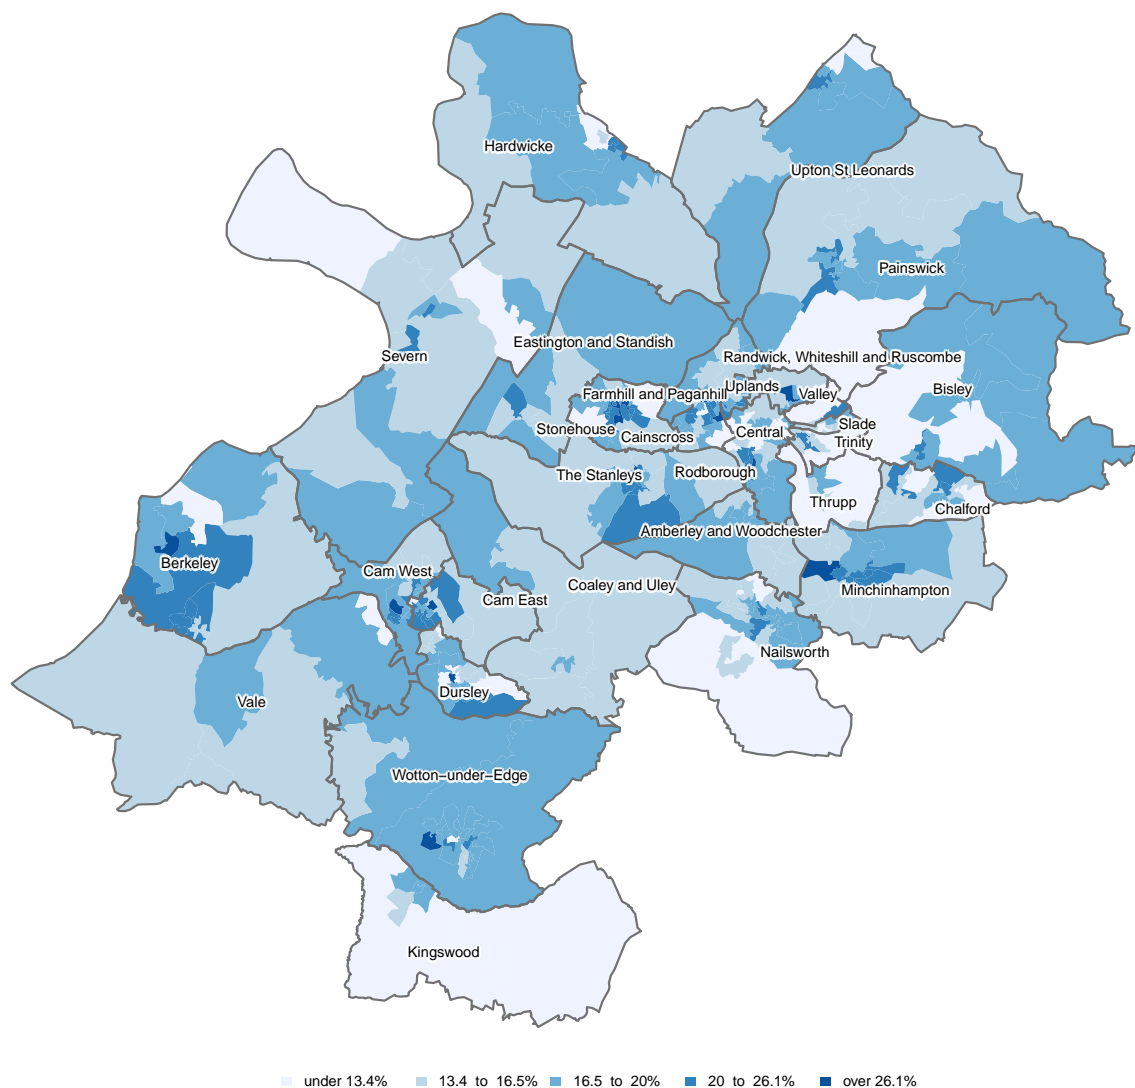 Hardwicke
Upton St Leonards
Painswick
Severn
Eastington and Standish
Randwick, Whiteshill and Ruscombe
Farmhill and Paganhill
Uplands
Valley
Bisley
Stonehouse
Cainscross
Central
Slade
Trinity
The Stanleys
Rodborough
Thrupp
Chalford
Amberley and Woodchester
Berkeley
Cam West
Cam East
Coaley and Uley
Minchinhampton
Nailsworth
Dursley
Vale
Wotton−under−Edge
Kingswood
under 13.4% 13.4 to 16.5% 16.5 to 20% 20 to 26.1% over 26.1%